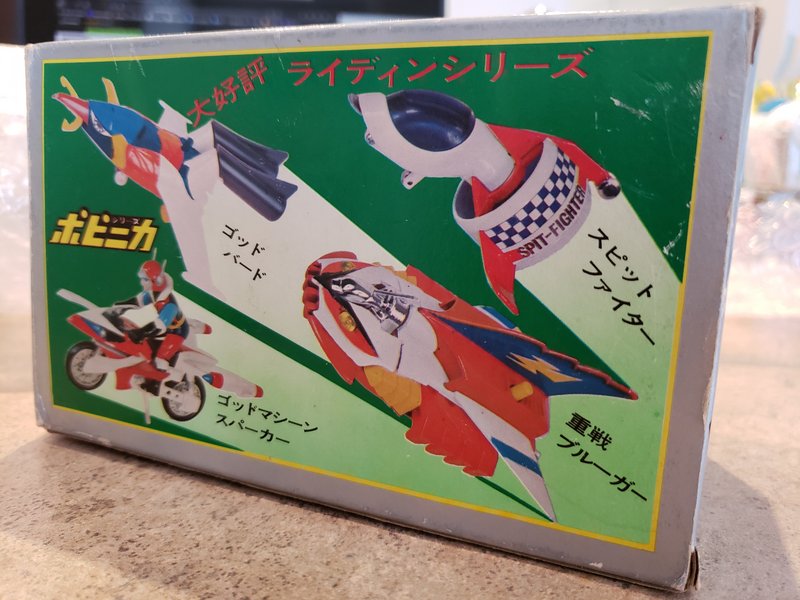 大好評 ライディンシリーズ
ゴッド
バード
SPIT-FIGHTER
スピット
ファイター
シリーズ
ポピニカ
ゴッドマシーン
スパーカー
重戦
ブルーガー